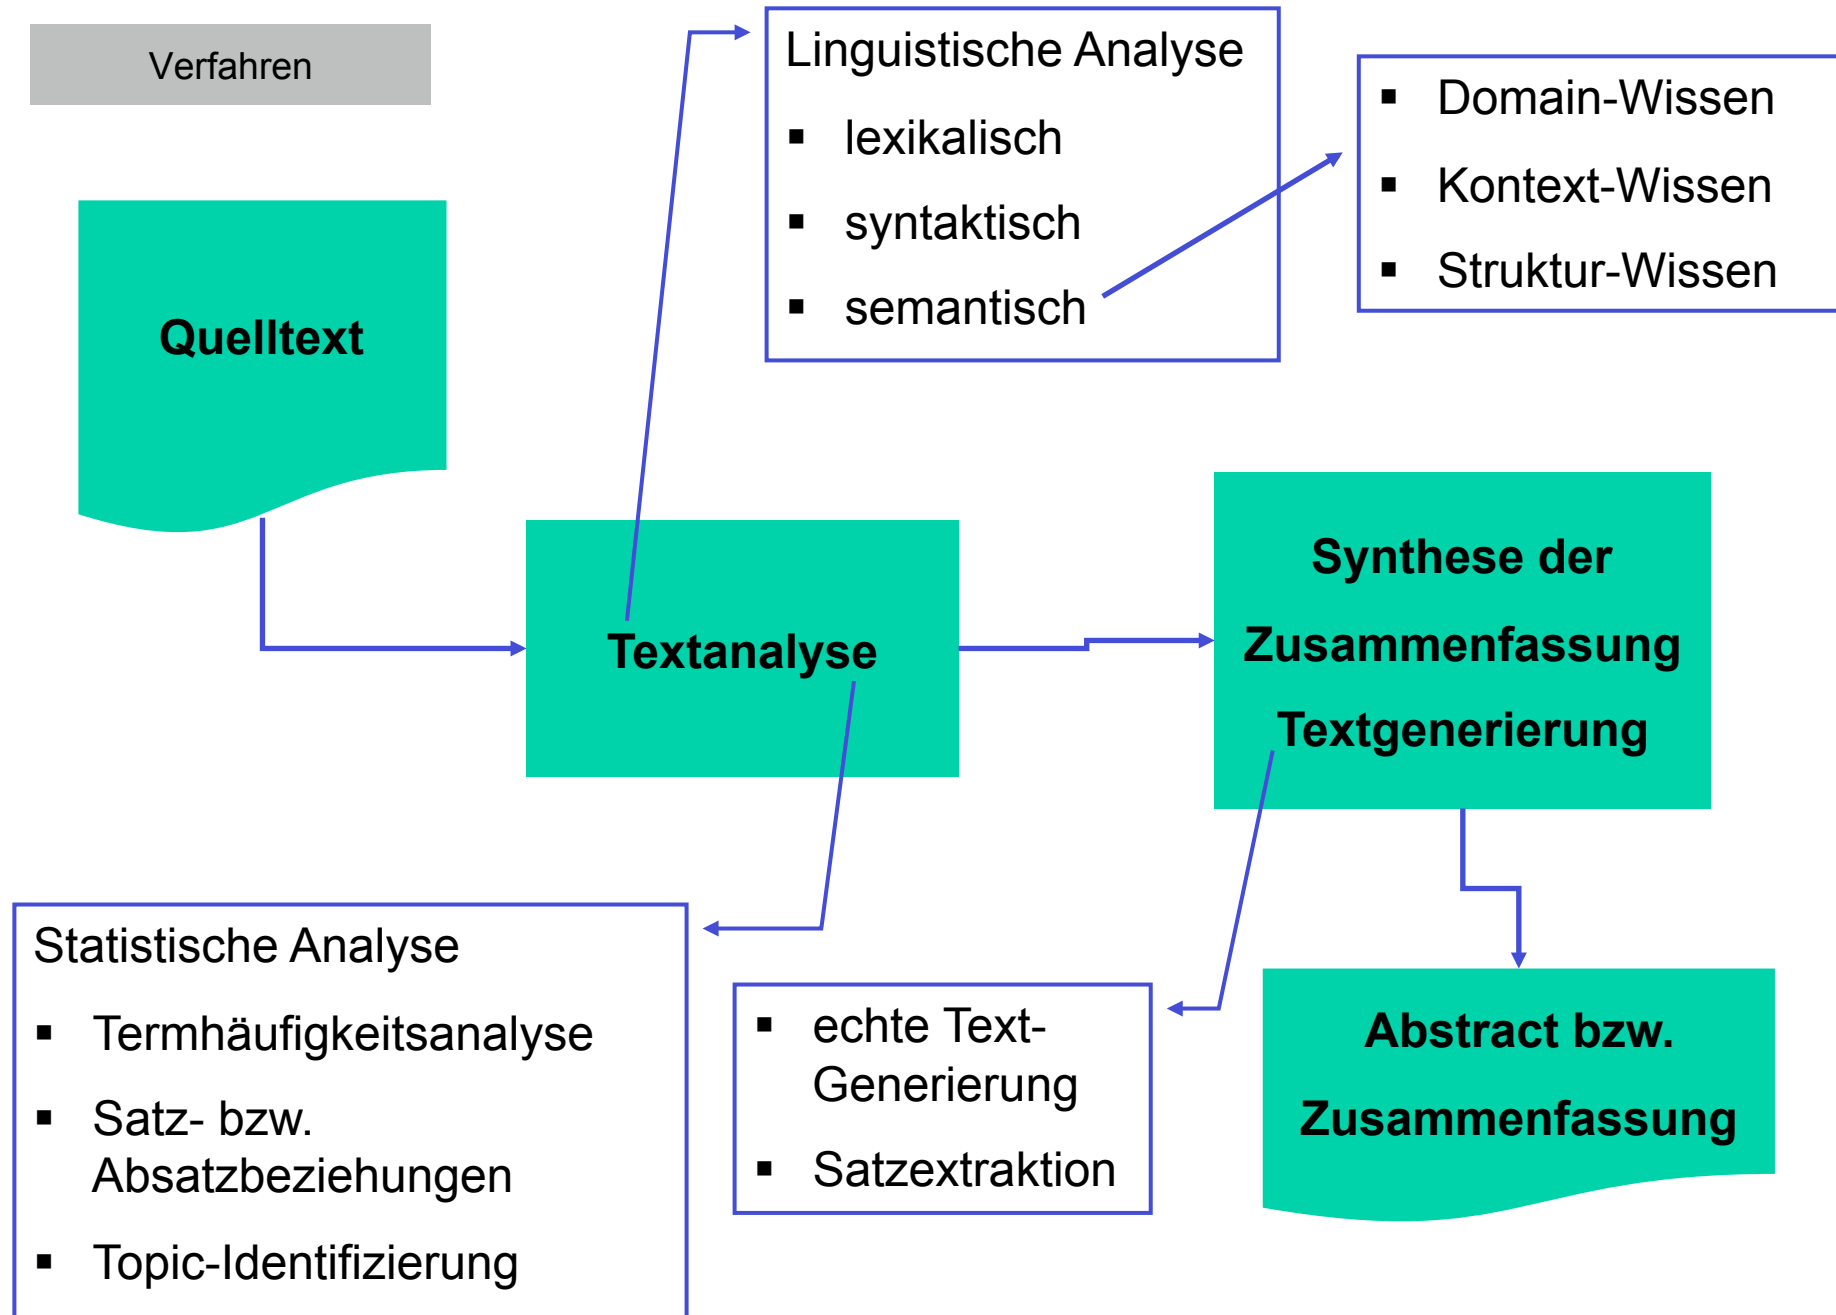 Verfahren
Linguistische Analyse
▪ lexikalisch
▪ syntaktisch
▪ semantisch
▪ Domain-Wissen
▪ Kontext-Wissen
▪ Struktur-Wissen
Quelltext
Textanalyse
Synthese der
Zusammenfassung
Textgenerierung
Statistische Analyse
▪ Termhäufigkeitsanalyse
▪ Satz- bzw.
Absatzbeziehungen
▪ Topic-Identifizierung
▪ echte Text-
Generierung
▪ Satzextraktion
Abstract bzw.
Zusammenfassung